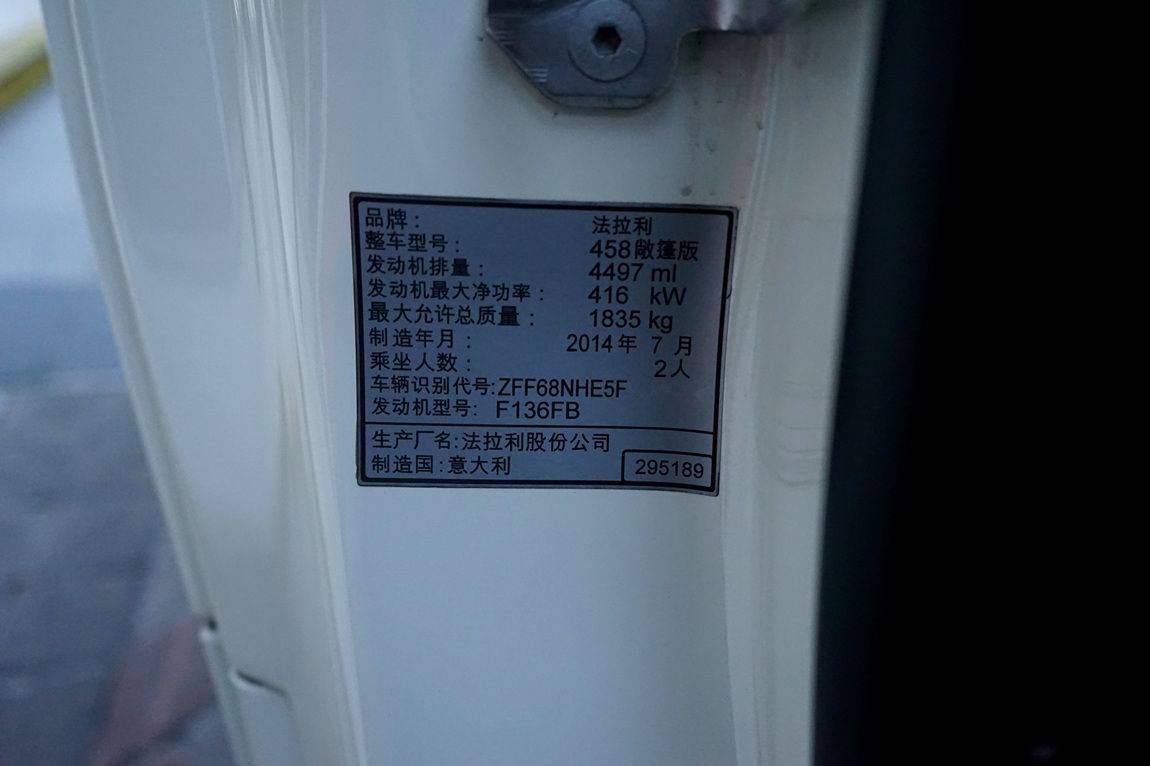 品牌: 法拉利
整车型号: 458敞篷版
发动机排量: 4497 ml
发动机最大净功率: 416 kW
最大允许总质量: 1835 kg
制造年月: 2014年 7 月
乘坐人数: 2人
车辆识别代号:ZFF68NHE5F
发动机型号: F136FB
生产厂名:法拉利股份公司
制造国:意大利 295189